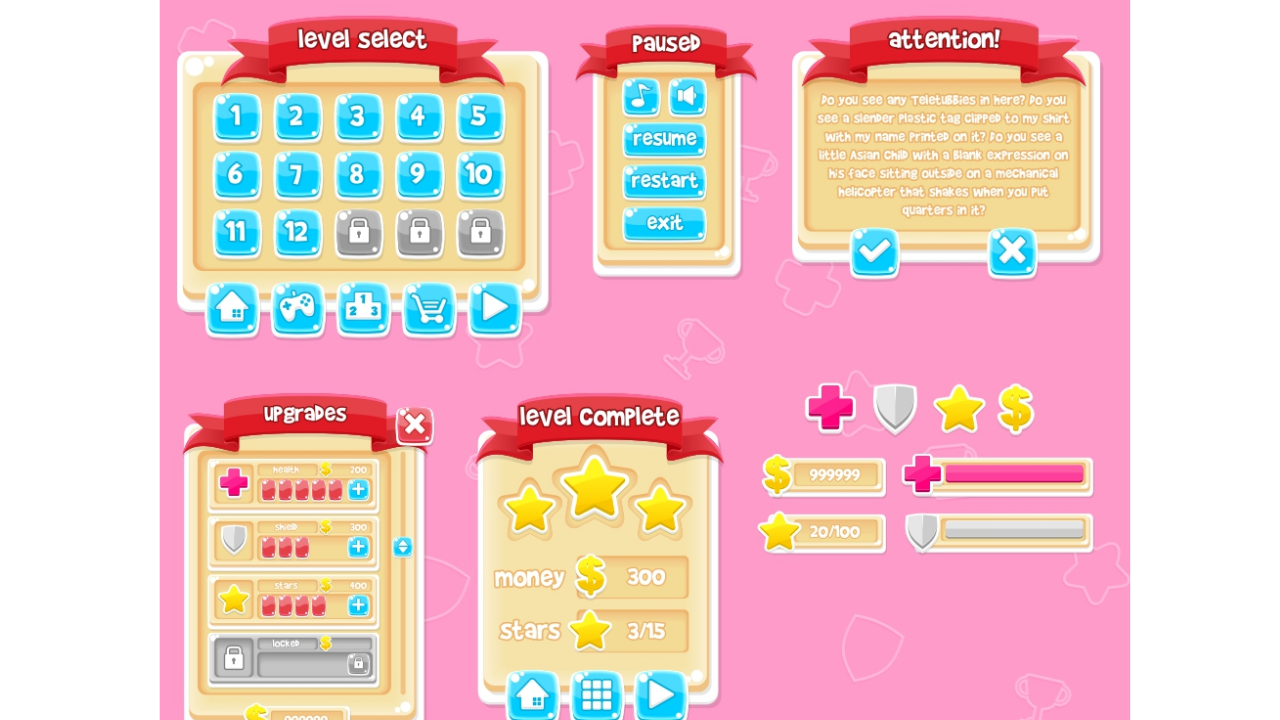 level select
1 2 3 4 5
6 7 8 9 10
11 12
1 2 3
Paused
resume
restart
exit
attention!
Do you see any Teletubbies in here? Do you
see a slender plastic tag clipped to my shirt
with my name printed on it? Do you see a
little Asian child with a blank expression on
his face sitting outside on a mechanical
helicopter that shakes when you put
quarters in it?
upgrades
health $ 200
shield $ 300
stars $ 400
locked $
$ 999999
level complete
money $ 300
stars 3/15
$
$ 999999
20/100